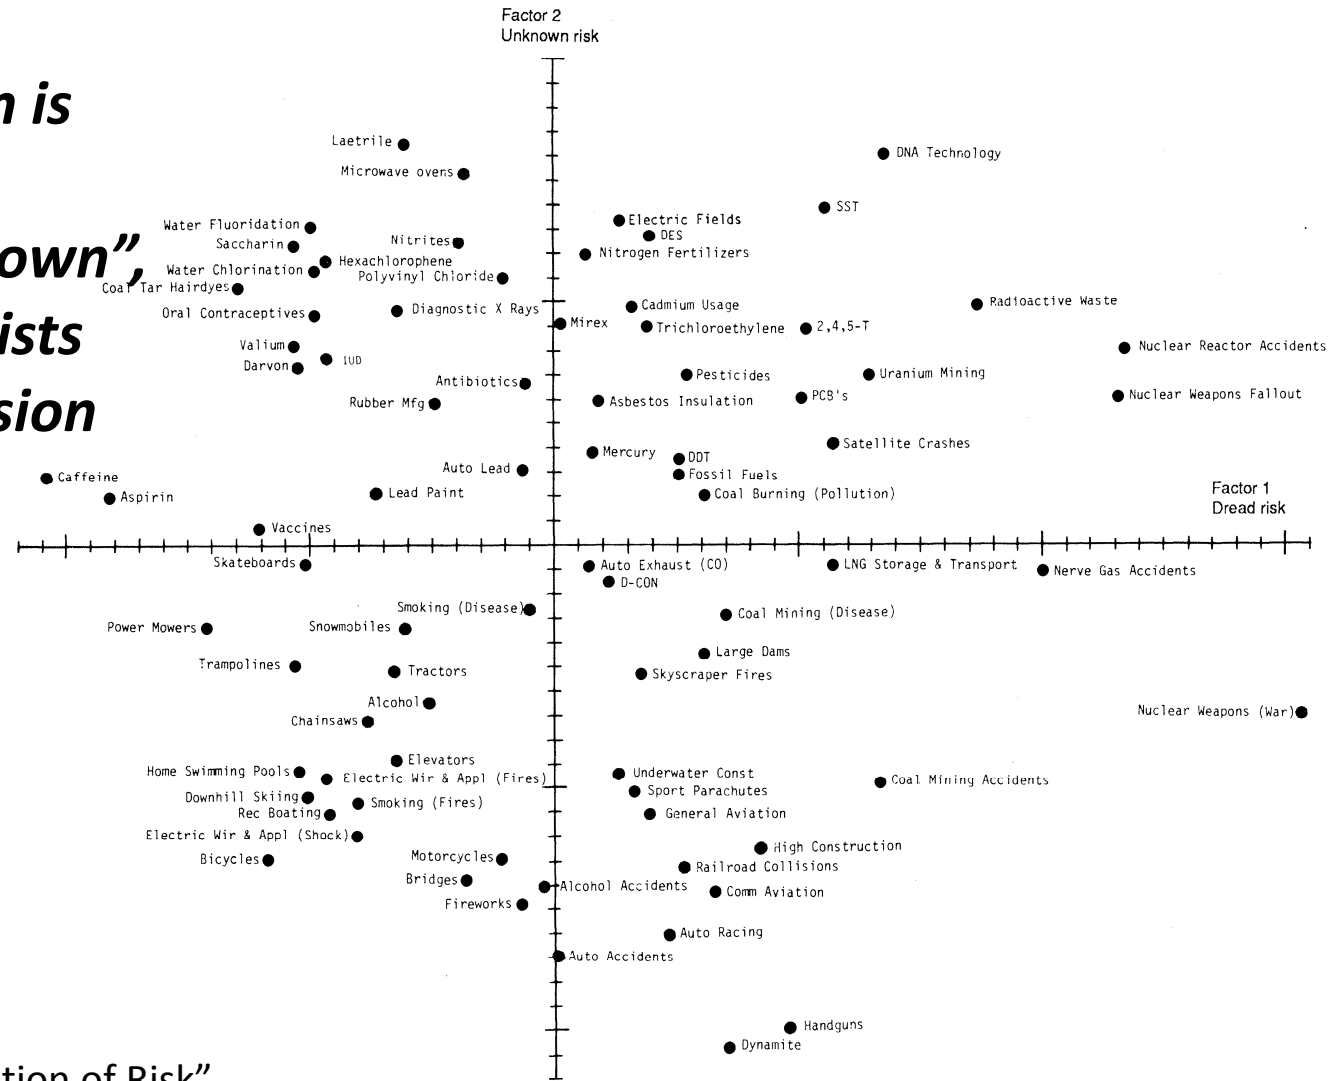 Factor 2
Unknown risk
n is
own”,
ists
sion
Laetrile
DNA Technology
Microwave ovens
SST
Water Fluoridation
Electric Fields
Saccharin
Nitrites
DES
Hexachlorophene
Nitrogen Fertilizers
Water Chlorination
Polyvinyl Chloride
Coal Tar Hairdyes
Cadmium Usage
Radioactive Waste
Oral Contraceptives
Diagnostic X Rays
Mirex
Trichloroethylene
2,4,5-T
Valium
IUD
Nuclear Reactor Accidents
Darvon
Antibiotics
Pesticides
Uranium Mining
Rubber Mfg
Asbestos Insulation
PCB's
Nuclear Weapons Fallout
Satellite Crashes
Mercury
DDT
Auto Lead
Fossil Fuels
Caffeine
Aspirin
Lead Paint
Coal Burning (Pollution)
Factor 1
Dread risk
Vaccines
Skateboards
Auto Exhaust (CO)
LNG Storage & Transport
Nerve Gas Accidents
D-CON
Smoking (Disease)
Coal Mining (Disease)
Power Mowers
Snowmobiles
Large Dams
Trampolines
Tractors
Skyscraper Fires
Alcohol
Nuclear Weapons (War)
Chainsaws
Elevators
Home Swimming Pools
Electric Wir & Appl (Fires)
Underwater Const
Coal Mining Accidents
Downhill Skiing
Smoking (Fires)
Sport Parachutes
Rec Boating
General Aviation
Electric Wir & Appl (Shock)
High Construction
Bicycles
Motorcycles
Railroad Collisions
Bridges
Alcohol Accidents
Comm Aviation
Fireworks
Auto Racing
Auto Accidents
Handguns
Dynamite
tion of Risk”